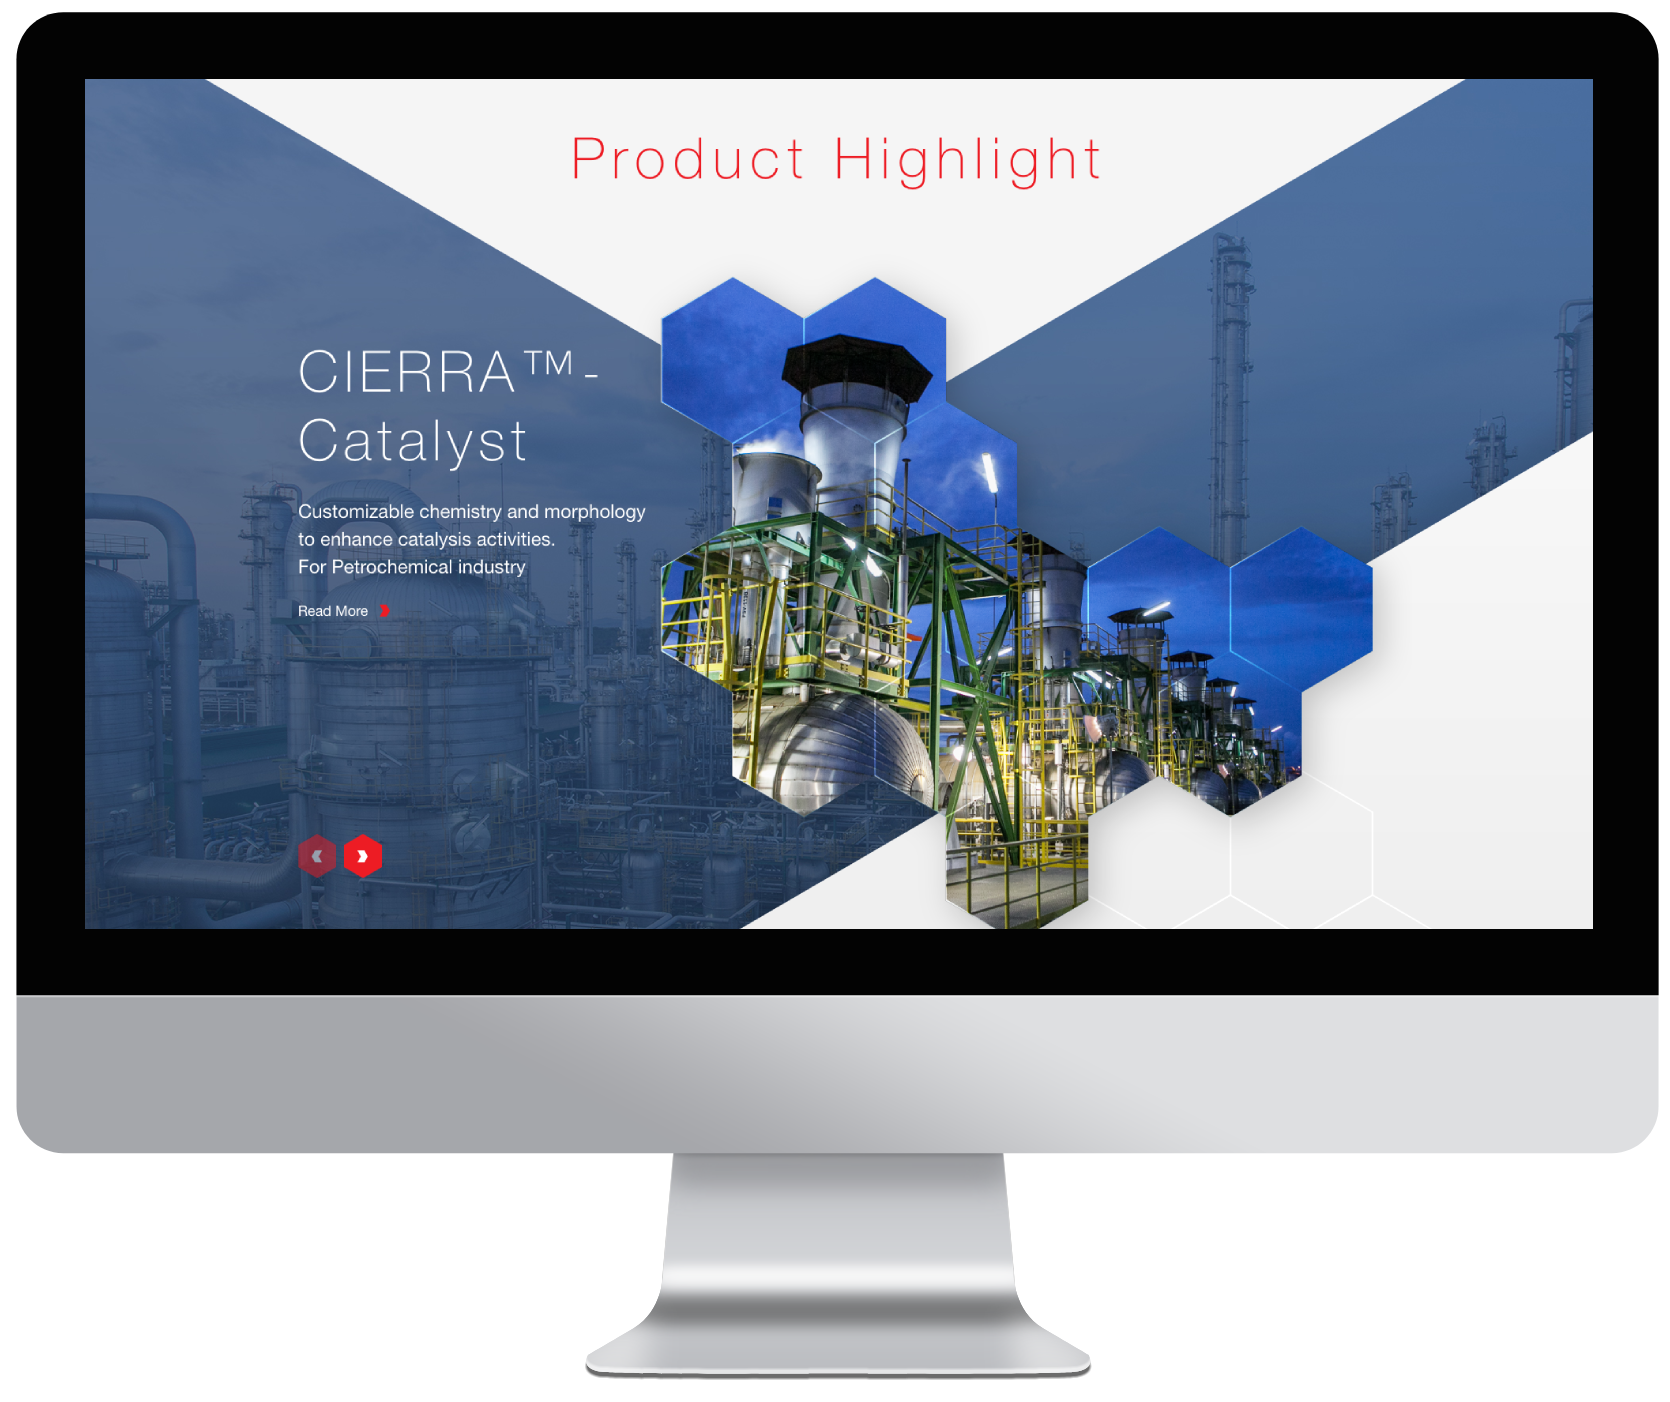 Product Highlight
CIERRA™ -
Catalyst
Customizable chemistry and morphology
to enhance catalysis activities.
For Petrochemical industry
Read More